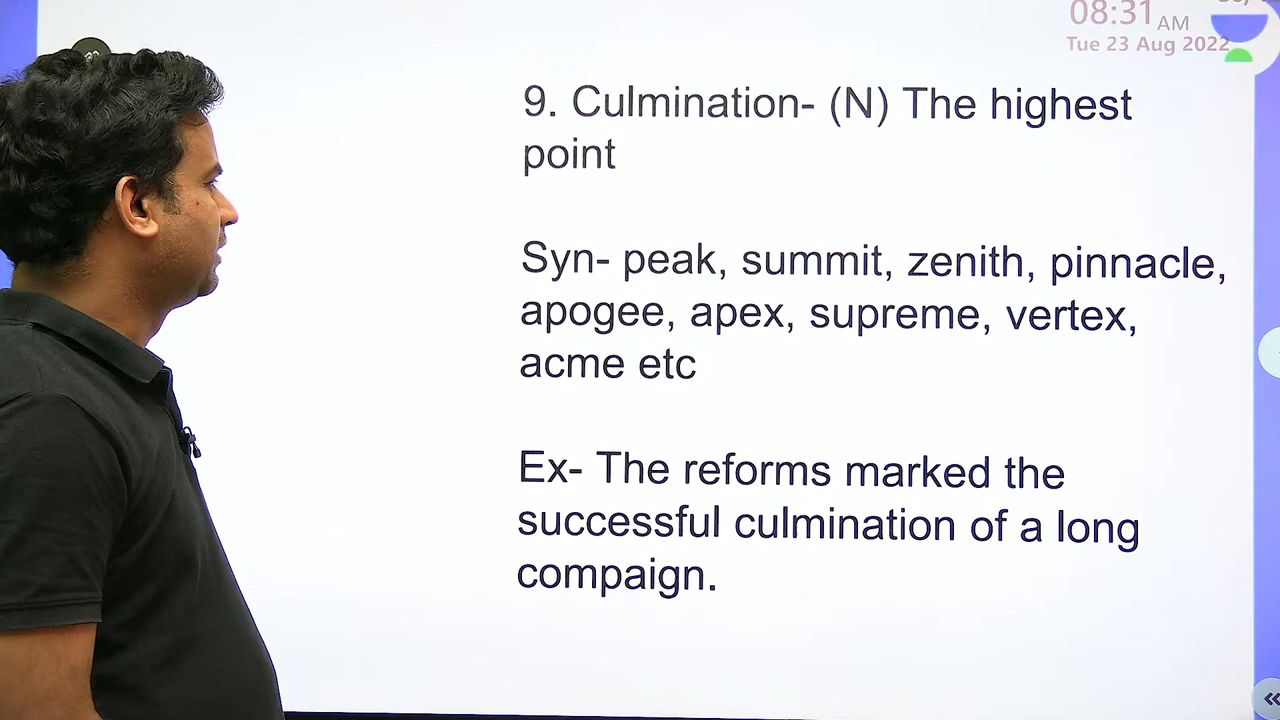 08:31 AM
Tue 23 Aug 2022
9. Culmination- (N) The highest
point
Syn- peak, summit, zenith, pinnacle,
apogee, apex, supreme, vertex,
acme etc
Ex- The reforms marked the
successful culmination of a long
compaign.